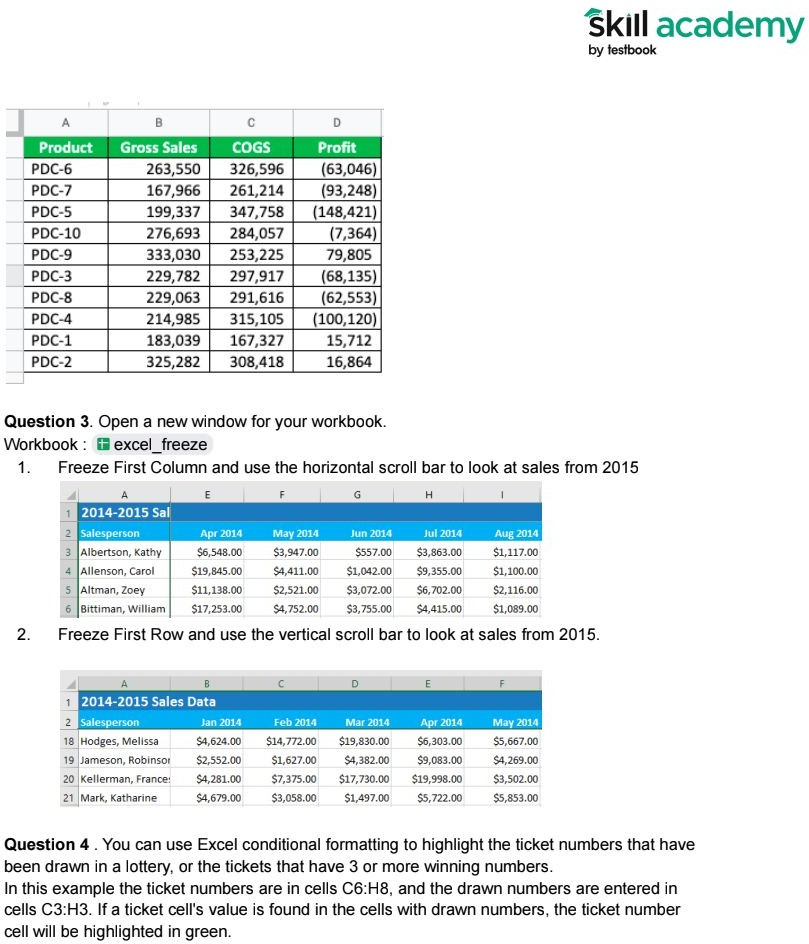 Skill academy
by testbook
A B C D
Product Gross Sales COGS Profit
PDC-6 263,550 326,596 (63,046)
PDC-7 167,966 261,214 (93,248)
PDC-5 199,337 347,758 (148,421)
PDC-10 276,693 284,057 (7,364)
PDC-9 333,030 253,225 79,805
PDC-3 229,782 297,917 (68,135)
PDC-8 229,063 291,616 (62,553)
PDC-4 214,985 315,105 (100,120)
PDC-1 183,039 167,327 15,712
PDC-2 325,282 308,418 16,864
Question 3. Open a new window for your workbook.
Workbook : excel_freeze
1. Freeze First Column and use the horizontal scroll bar to look at sales from 2015
A E F G H I
1 2014-2015 Sal
2 Salesperson Apr 2014 May 2014 Jun 2014 Jul 2014 Aug 2014
3 Albertson, Kathy $6,548.00 $3,947.00 $557.00 $3,863.00 $1,117.00
4 Allenson, Carol $19,845.00 $4,411.00 $1,042.00 $9,355.00 $1,100.00
5 Altman, Zoey $11,138.00 $2,521.00 $3,072.00 $6,702.00 $2,116.00
6 Bittiman, William $17,253.00 $4,752.00 $3,755.00 $4,415.00 $1,089.00
2. Freeze First Row and use the vertical scroll bar to look at sales from 2015.
A B C D E F
1 2014-2015 Sales Data
2 Salesperson Jan 2014 Feb 2014 Mar 2014 Apr 2014 May 2014
18 Hodges, Melissa $4,624.00 $14,772.00 $19,830.00 $6,303.00 $5,667.00
19 Jameson, Robinson $2,552.00 $1,627.00 $4,382.00 $9,083.00 $4,269.00
20 Kellerman, Frances $4,281.00 $7,375.00 $17,730.00 $19,998.00 $3,502.00
21 Mark, Katharine $4,679.00 $3,058.00 $1,497.00 $5,722.00 $5,853.00
Question 4 . You can use Excel conditional formatting to highlight the ticket numbers that have
been drawn in a lottery, or the tickets that have 3 or more winning numbers.
In this example the ticket numbers are in cells C6:H8, and the drawn numbers are entered in
cells C3:H3. If a ticket cell's value is found in the cells with drawn numbers, the ticket number
cell will be highlighted in green.